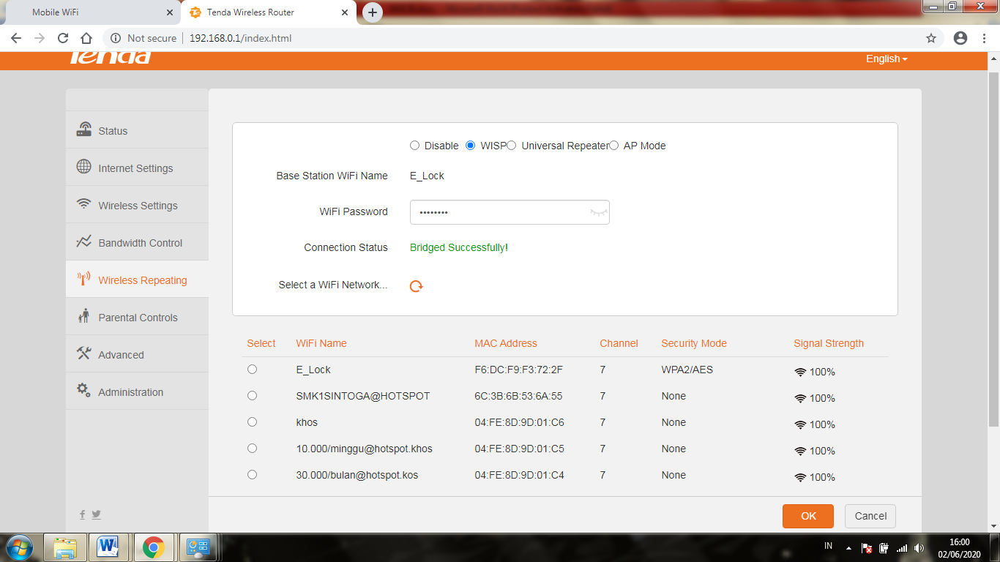 Mobile WiFi
Tenda Wireless Router
Not secure
192.168.0.1/index.html
Tenda
English
Status
Internet Settings
Wireless Settings
Bandwidth Control
Wireless Repeating
Parental Controls
Advanced
Administration
Disable WISP Universal Repeater AP Mode
Base Station WiFi Name E_Lock
WiFi Password ••••••••
Connection Status Bridged Successfully!
Select a WiFi Network...
Select WiFi Name MAC Address Channel Security Mode Signal Strength
E_Lock F6:DC:F9:F3:72:2F 7 WPA2/AES 100%
SMK1SINTOGA@HOTSPOT 6C:3B:6B:53:6A:55 7 None 100%
khos 04:FE:8D:9D:01:C6 7 None 100%
10.000/minggu@hotspot.khos 04:FE:8D:9D:01:C5 7 None 100%
30.000/bulan@hotspot.kos 04:FE:8D:9D:01:C4 7 None 100%
OK Cancel
IN
16:00
02/06/2020